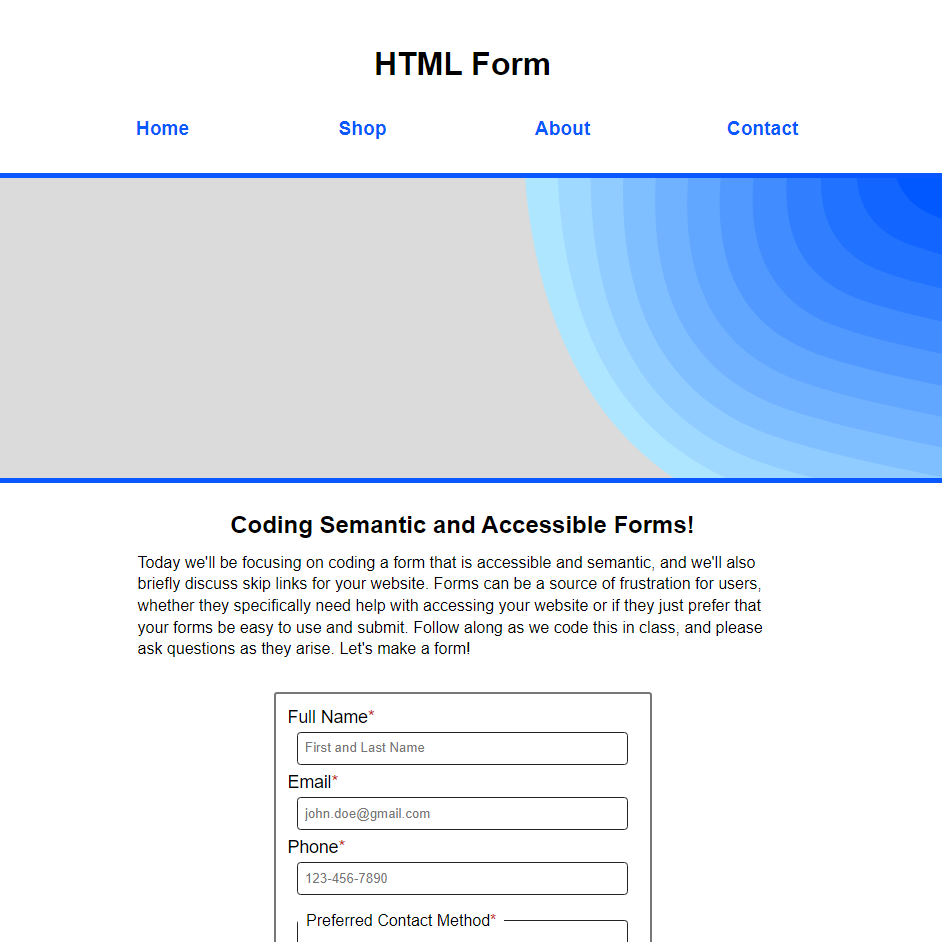 HTML Form
Home Shop About Contact
Coding Semantic and Accessible Forms!
Today we'll be focusing on coding a form that is accessible and semantic, and we'll also
briefly discuss skip links for your website. Forms can be a source of frustration for users,
whether they specifically need help with accessing your website or if they just prefer that
your forms be easy to use and submit. Follow along as we code this in class, and please
ask questions as they arise. Let's make a form!
Full Name*
First and Last Name
Email*
john.doe@gmail.com
Phone*
123-456-7890
Preferred Contact Method*